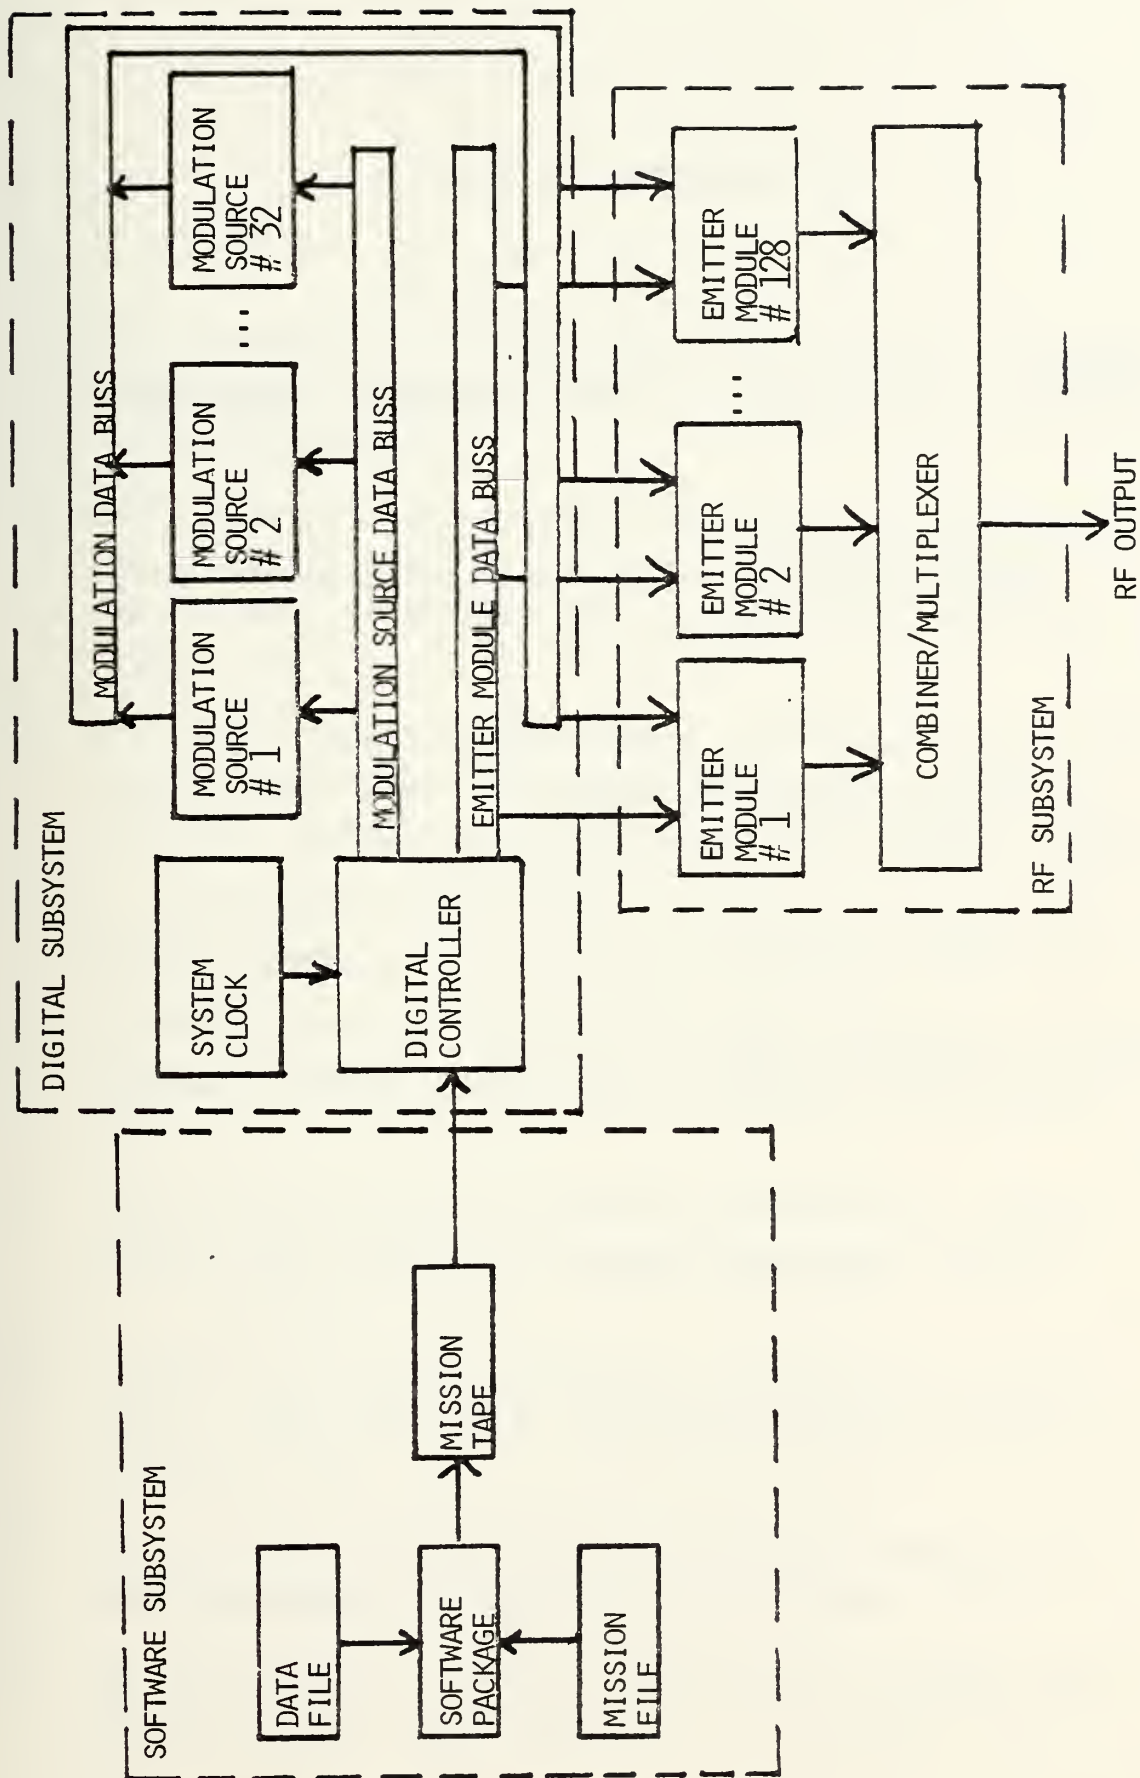 SOFTWARE SUBSYSTEM
DATA
FILE
SOFTWARE
PACKAGE
MISSION
FILE
MISSION
TAPE
DIGITAL SUBSYSTEM
SYSTEM
CLOCK
DIGITAL
CONTROLLER
MODULATION DATA BUSS
MODULATION
SOURCE
# 1
MODULATION
SOURCE
# 2
...
MODULATION
SOURCE
# 32
MODULATION SOURCE DATA BUSS
EMITTER MODULE DATA BUSS
EMITTER
MODULE
# 1
EMITTER
MODULE
# 2
...
EMITTER
MODULE
# 128
COMBINER/MULTIPLEXER
RF SUBSYSTEM
RF OUTPUT